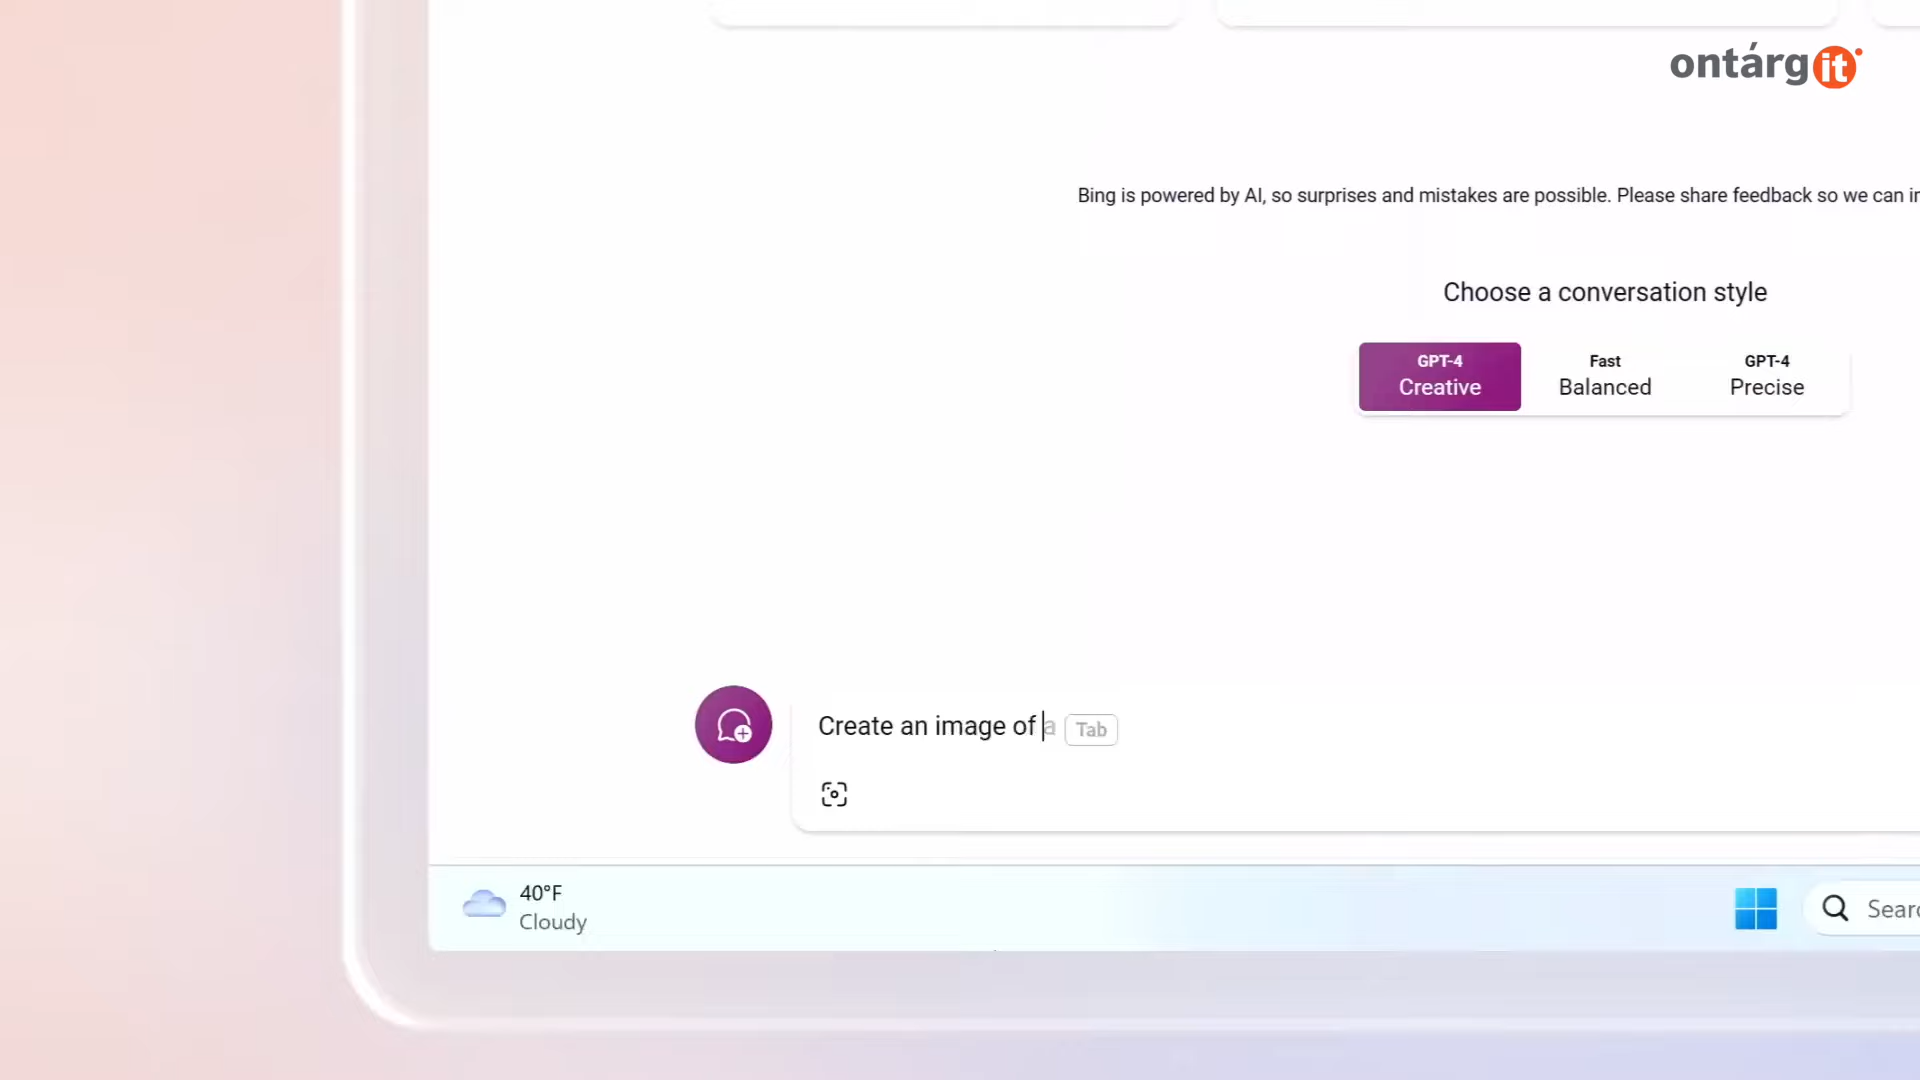 ontárgit
Bing is powered by AI, so surprises and mistakes are possible. Please share feedback so we can
Choose a conversation style
GPT-4
Creative
Fast
Balanced
GPT-4
Precise
Create an image of a Tab
40°F
Cloudy
Sear